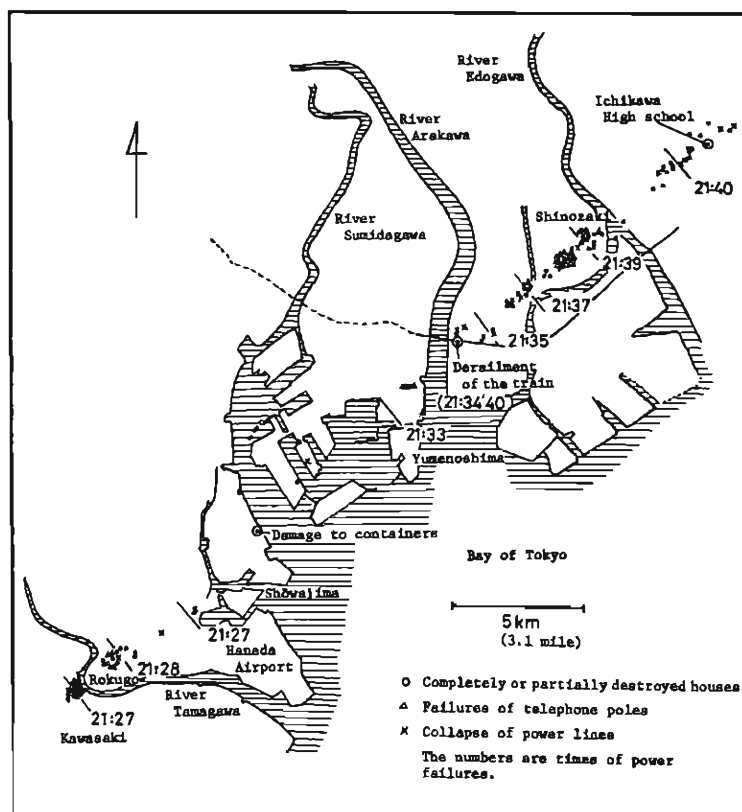 River
Edogawa
Ichikawa
High school
River
Arakawa
21:40
River
Sumidagawa
Shinozaki
21:39
21:37
21:35
Derailment
of the train
(21:34'40)
21:33
Yumenoshima
Damage to containers
Bay of Tokyo
Shōwajima
5km
(3.1 mile)
21:27
Hanada
Airport
21:28
Rokugo
River
Tamagawa
21:27
Kawasaki
Completely or partially destroyed houses
Failures of telephone poles
Collapse of power lines
The numbers are times of power
failures.